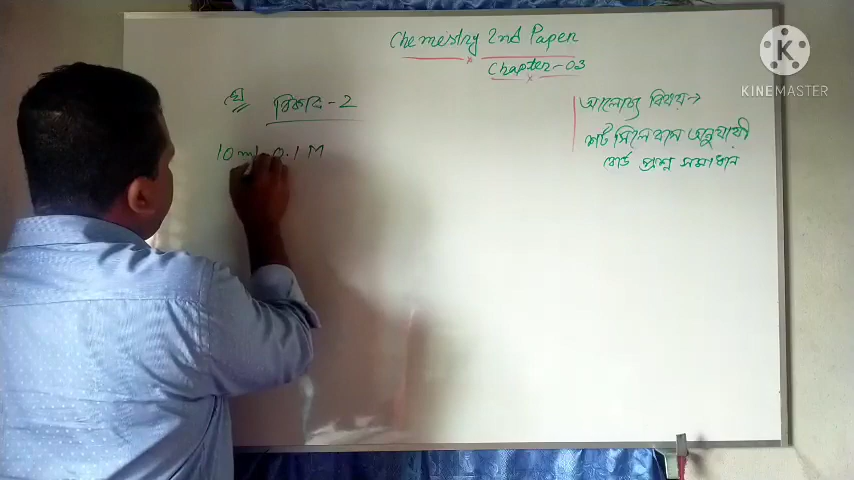 Chemistry 2nd Paper
Chapter-03
ঘ বিকার-2
10 ml 0.1 M
আলোচ্য বিষয়→
শর্ট সিলেবাস অনুযায়ী
বোর্ড প্রশ্ন সমাধান
KINEMASTER